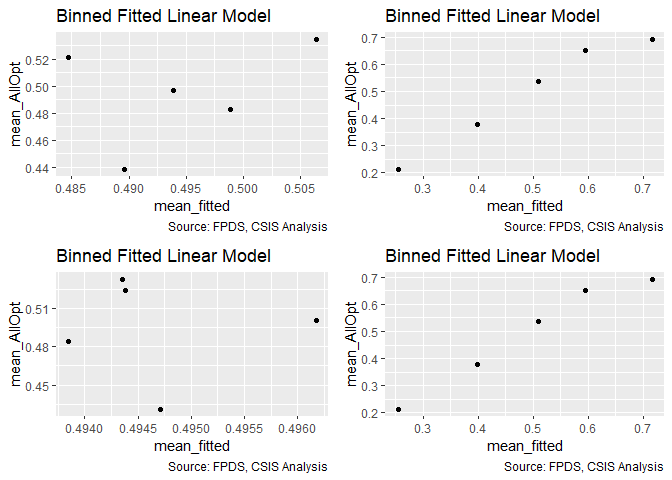 Binned Fitted Linear Model
mean_AllOpt
0.52
0.50
0.48
0.46
0.44
0.485 0.490 0.495 0.500 0.505
mean_fitted
Source: FPDS, CSIS Analysis
Binned Fitted Linear Model
mean_AllOpt
0.7
0.6
0.5
0.4
0.3
0.2
0.3 0.4 0.5 0.6 0.7
mean_fitted
Source: FPDS, CSIS Analysis
Binned Fitted Linear Model
mean_AllOpt
0.51
0.48
0.45
0.4940 0.4945 0.4950 0.4955 0.4960
mean_fitted
Source: FPDS, CSIS Analysis
Binned Fitted Linear Model
mean_AllOpt
0.7
0.6
0.5
0.4
0.3
0.2
0.3 0.4 0.5 0.6 0.7
mean_fitted
Source: FPDS, CSIS Analysis